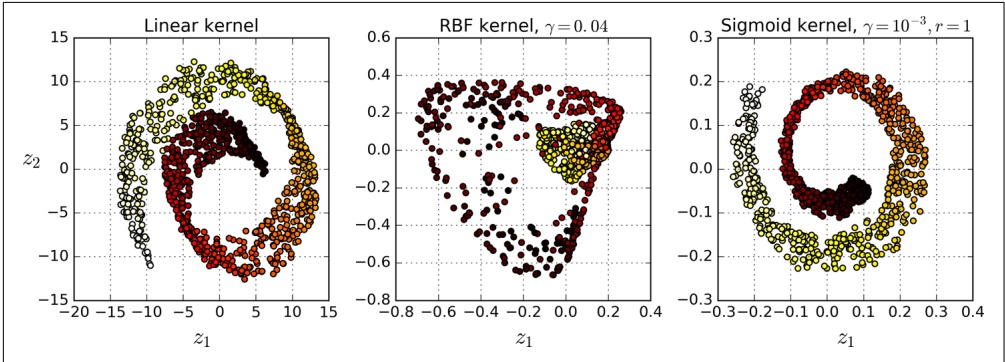 Linear kernel
15
10
5
0
−5
−10
−15
−20 −15 −10 −5 0 5 10 15
z₂
z₁
RBF kernel, γ = 0.04
0.6
0.4
0.2
0.0
−0.2
−0.4
−0.6
−0.8
−0.8 −0.6 −0.4 −0.2 0.0 0.2 0.4
z₁
Sigmoid kernel, γ = 10⁻³, r = 1
0.3
0.2
0.1
0.0
−0.1
−0.2
−0.3
−0.3 −0.2 −0.1 0.0 0.1 0.2 0.3 0.4
z₁